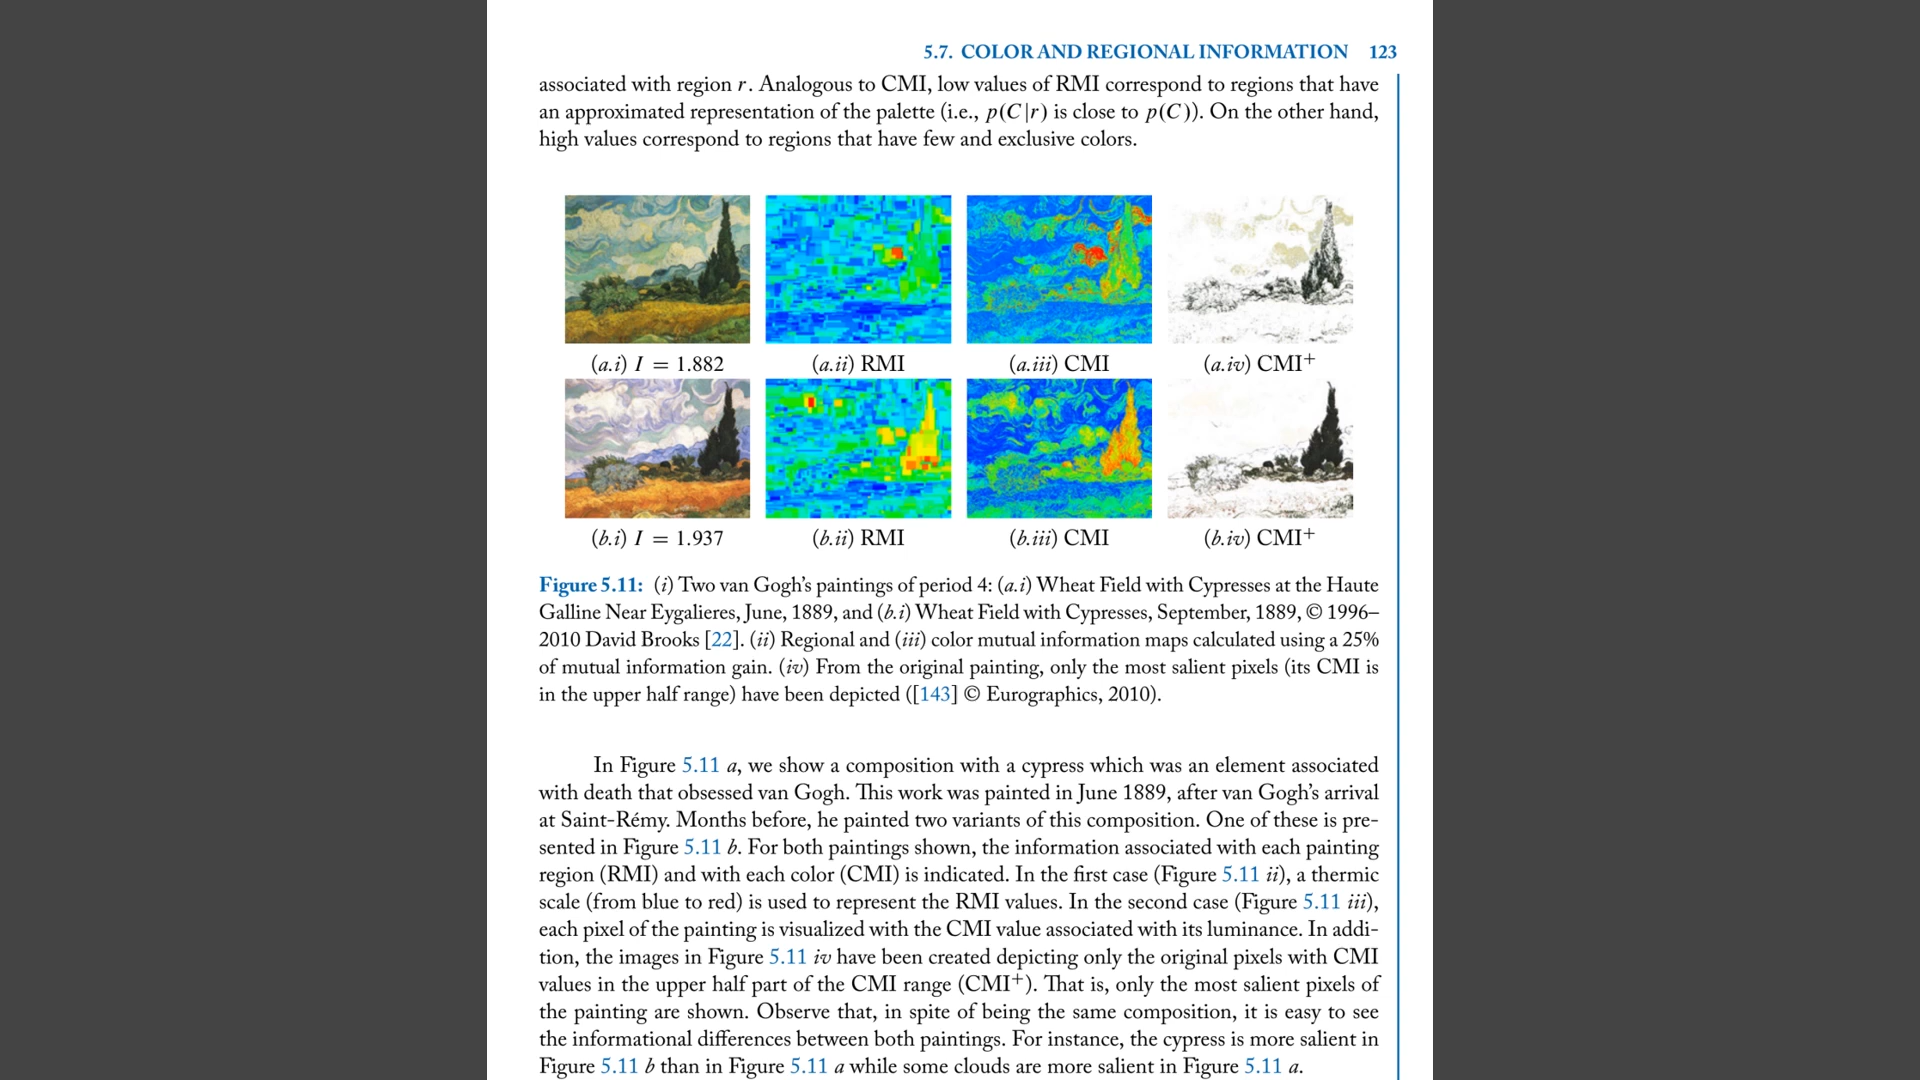 5.7. COLOR AND REGIONAL INFORMATION 123
associated with region r. Analogous to CMI, low values of RMI correspond to regions that have
an approximated representation of the palette (i.e., p(C|r) is close to p(C)). On the other hand,
high values correspond to regions that have few and exclusive colors.
(a.i) I = 1.882 (a.ii) RMI (a.iii) CMI (a.iv) CMI+
(b.i) I = 1.937 (b.ii) RMI (b.iii) CMI (b.iv) CMI+
Figure 5.11: (i) Two van Gogh’s paintings of period 4: (a.i) Wheat Field with Cypresses at the Haute
Galline Near Eygalieres, June, 1889, and (b.i) Wheat Field with Cypresses, September, 1889, © 1996–
2010 David Brooks [22]. (ii) Regional and (iii) color mutual information maps calculated using a 25%
of mutual information gain. (iv) From the original painting, only the most salient pixels (its CMI is
in the upper half range) have been depicted ([143] © Eurographics, 2010).
In Figure 5.11 a, we show a composition with a cypress which was an element associated
with death that obsessed van Gogh. This work was painted in June 1889, after van Gogh’s arrival
at Saint-Rémy. Months before, he painted two variants of this composition. One of these is pre-
sented in Figure 5.11 b. For both paintings shown, the information associated with each painting
region (RMI) and with each color (CMI) is indicated. In the first case (Figure 5.11 ii), a thermic
scale (from blue to red) is used to represent the RMI values. In the second case (Figure 5.11 iii),
each pixel of the painting is visualized with the CMI value associated with its luminance. In addi-
tion, the images in Figure 5.11 iv have been created depicting only the original pixels with CMI
values in the upper half part of the CMI range (CMI+). That is, only the most salient pixels of
the painting are shown. Observe that, in spite of being the same composition, it is easy to see
the informational differences between both paintings. For instance, the cypress is more salient in
Figure 5.11 b than in Figure 5.11 a while some clouds are more salient in Figure 5.11 a.